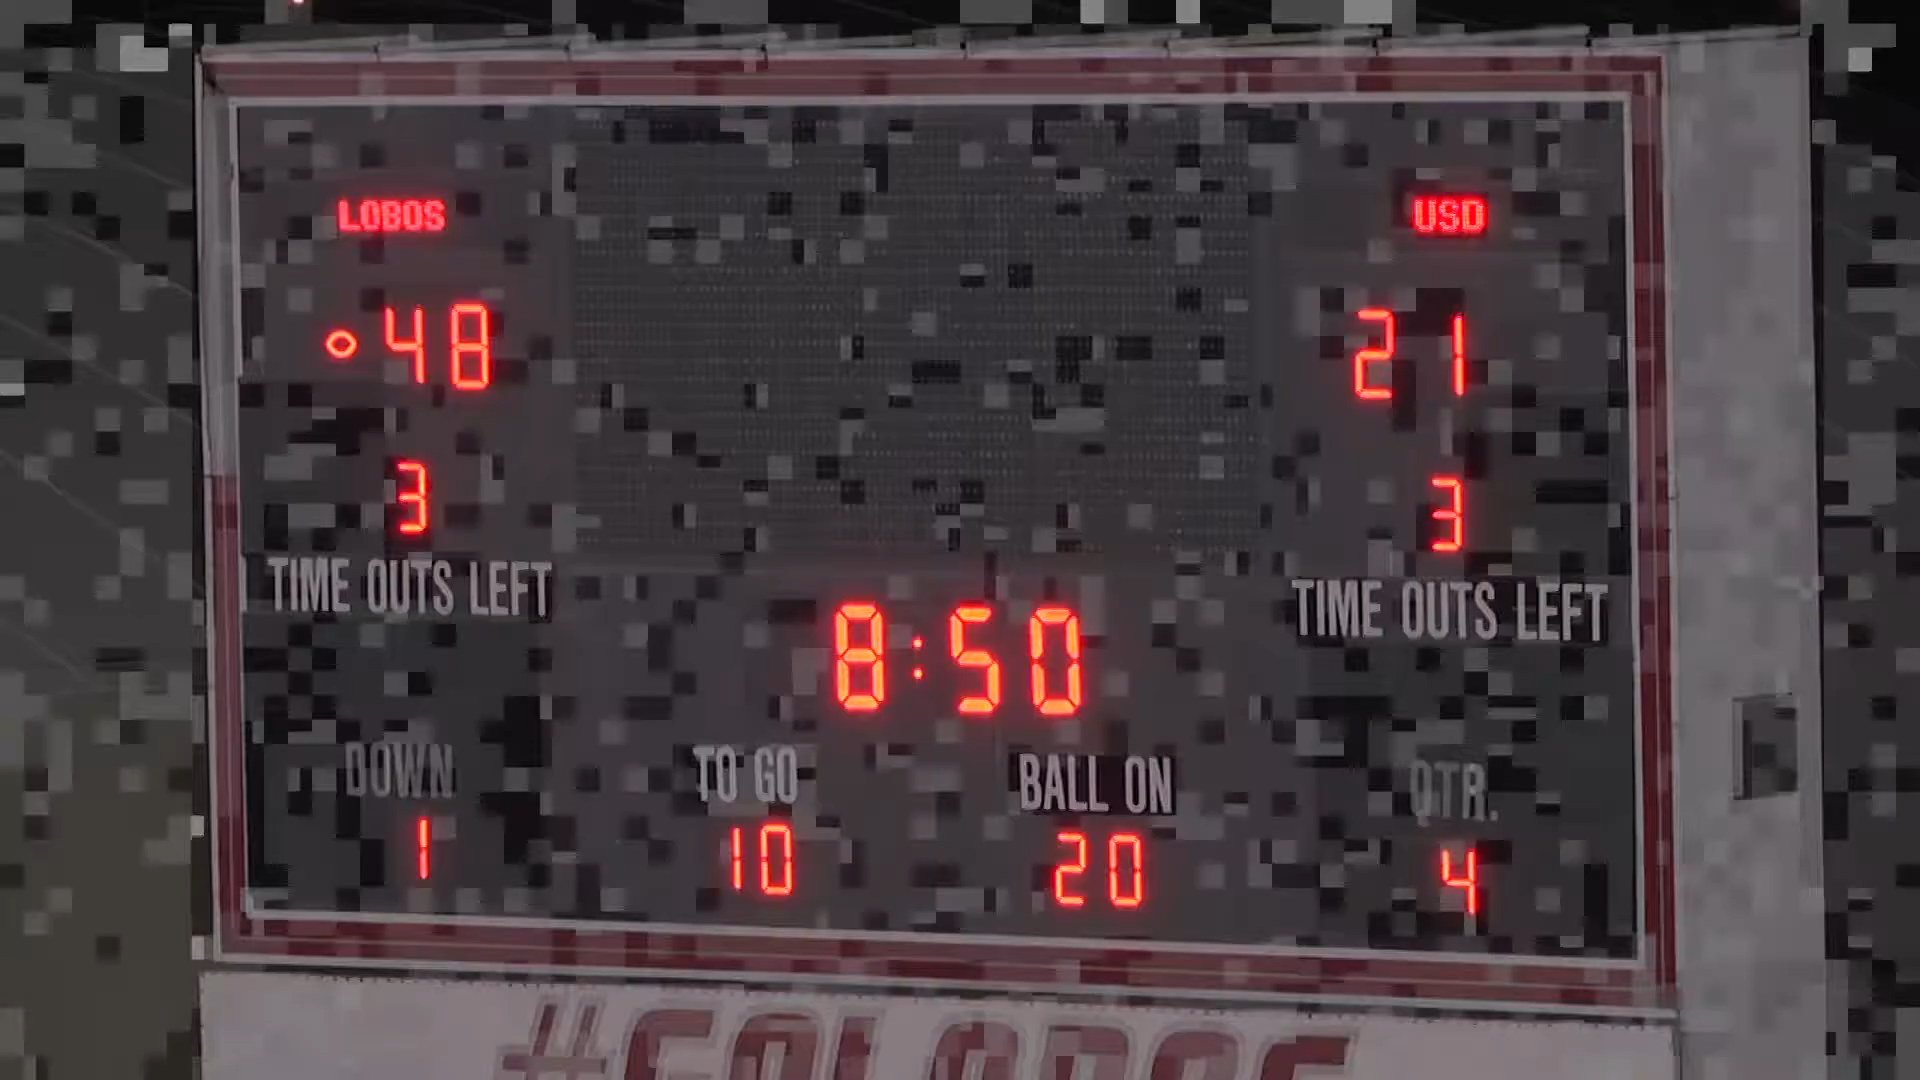 LOBOS
USD
48
21
3
3
TIME OUTS LEFT
TIME OUTS LEFT
8:50
DOWN
TO GO
BALL ON
QTR.
1
10
20
4